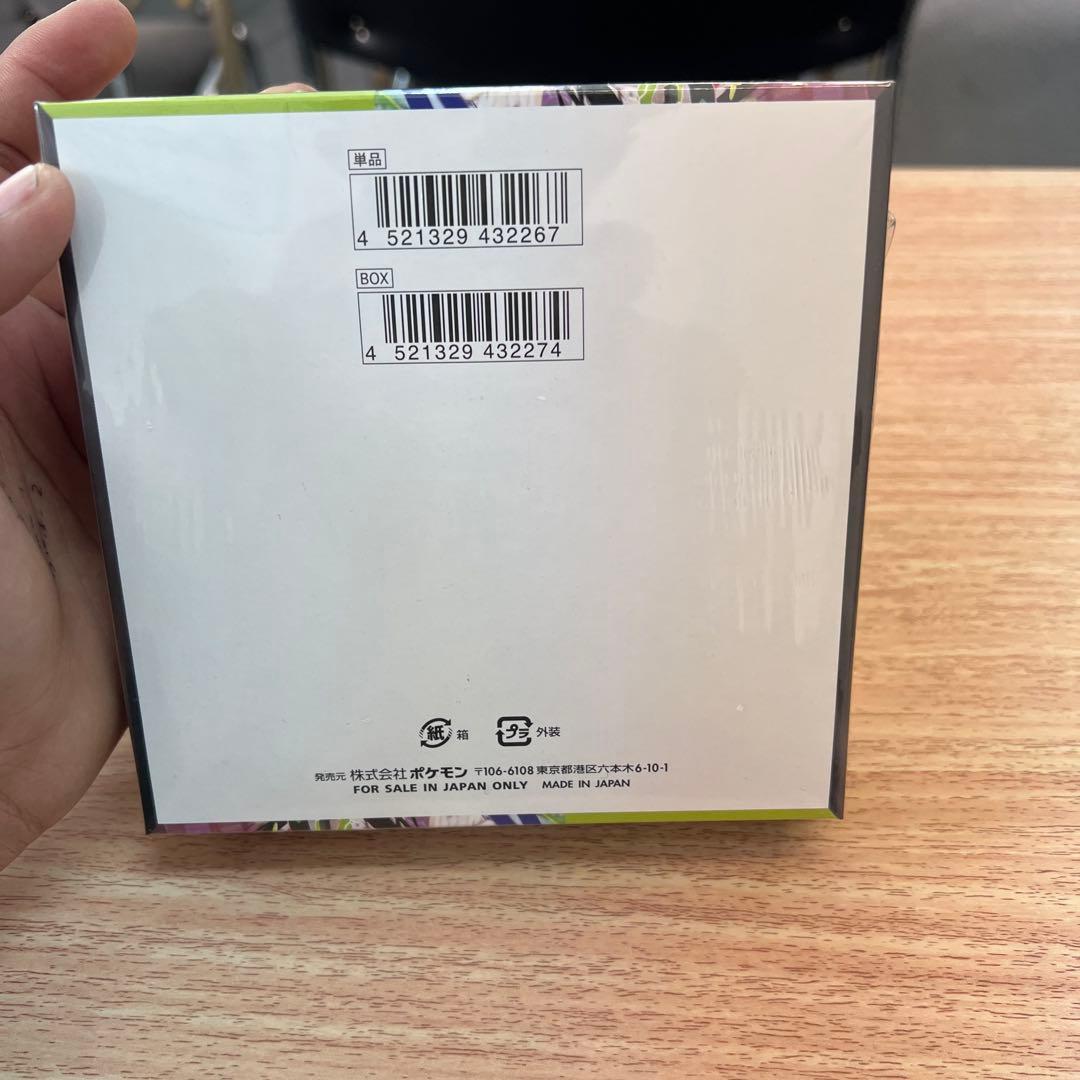 単品
4 521329 432267
BOX
4 521329 432274
紙 箱 プラ 外装
発売元 株式会社 ポケモン 〒106-6108 東京都港区六本木6-10-1
FOR SALE IN JAPAN ONLY MADE IN JAPAN